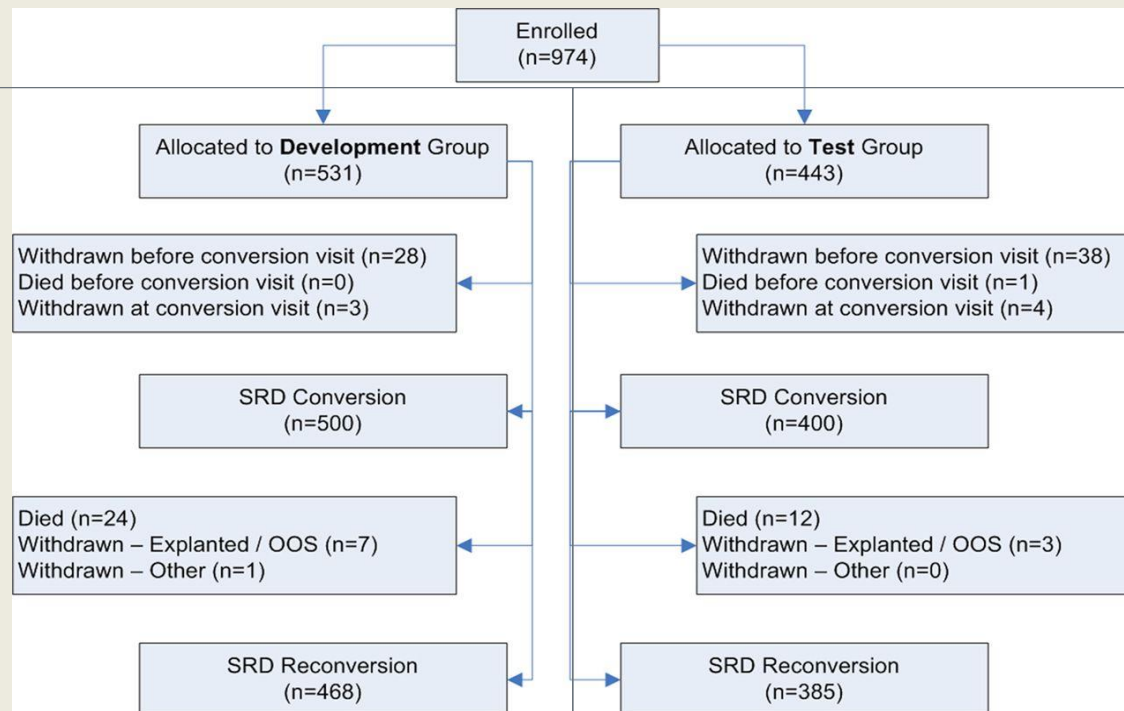 Enrolled
(n=974)
Allocated to Development Group
(n=531)
Allocated to Test Group
(n=443)
Withdrawn before conversion visit (n=28)
Died before conversion visit (n=0)
Withdrawn at conversion visit (n=3)
Withdrawn before conversion visit (n=38)
Died before conversion visit (n=1)
Withdrawn at conversion visit (n=4)
SRD Conversion
(n=500)
SRD Conversion
(n=400)
Died (n=24)
Withdrawn – Explanted / OOS (n=7)
Withdrawn – Other (n=1)
Died (n=12)
Withdrawn – Explanted / OOS (n=3)
Withdrawn – Other (n=0)
SRD Reconversion
(n=468)
SRD Reconversion
(n=385)